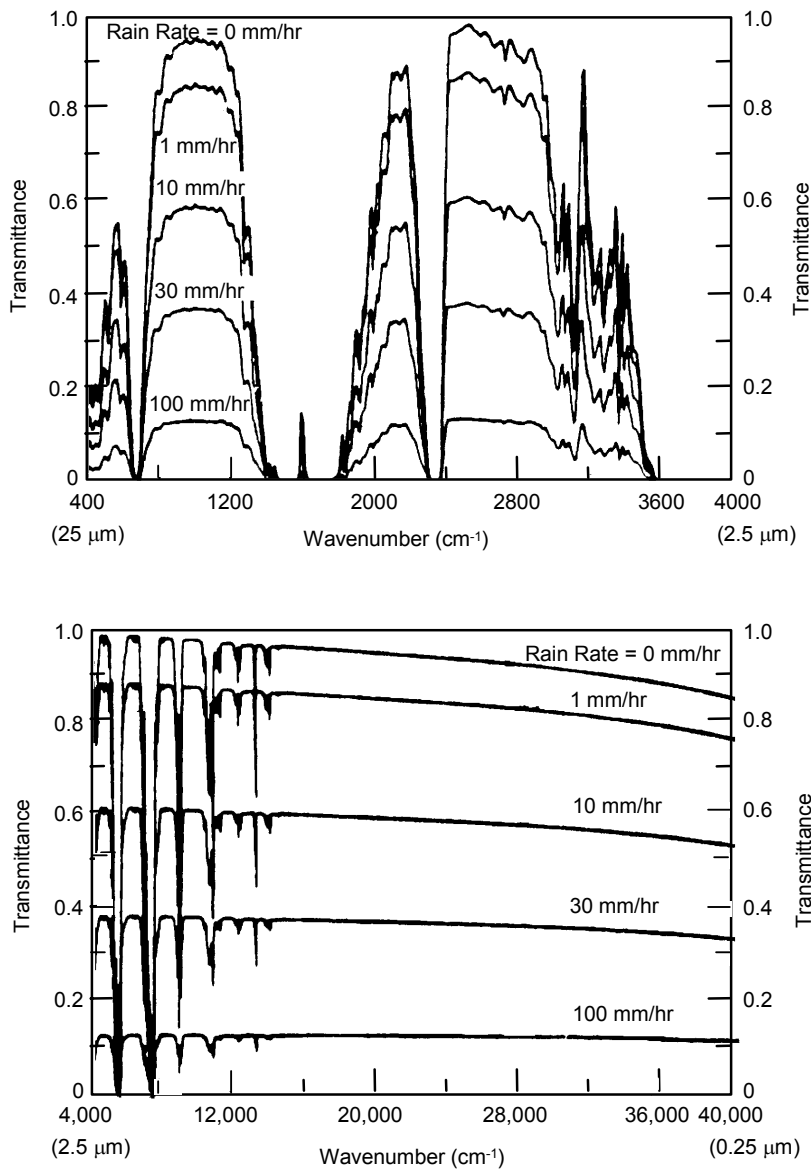 1.0
Rain Rate = 0 mm/hr
1.0
0.8
0.8
1 mm/hr
0.6
10 mm/hr
0.6
Transmittance
Transmittance
0.4
30 mm/hr
0.4
0.2
100 mm/hr
0.2
0
0
400
1200
2000
2800
3600
4000
(25 μm)
Wavenumber (cm-1)
(2.5 μm)
1.0
Rain Rate = 0 mm/hr
1.0
1 mm/hr
0.8
0.8
10 mm/hr
0.6
0.6
Transmittance
Transmittance
30 mm/hr
0.4
0.4
0.2
100 mm/hr
0.2
0
0
4,000
12,000
20,000
28,000
36,000
40,000
(2.5 μm)
Wavenumber (cm-1)
(0.25 μm)